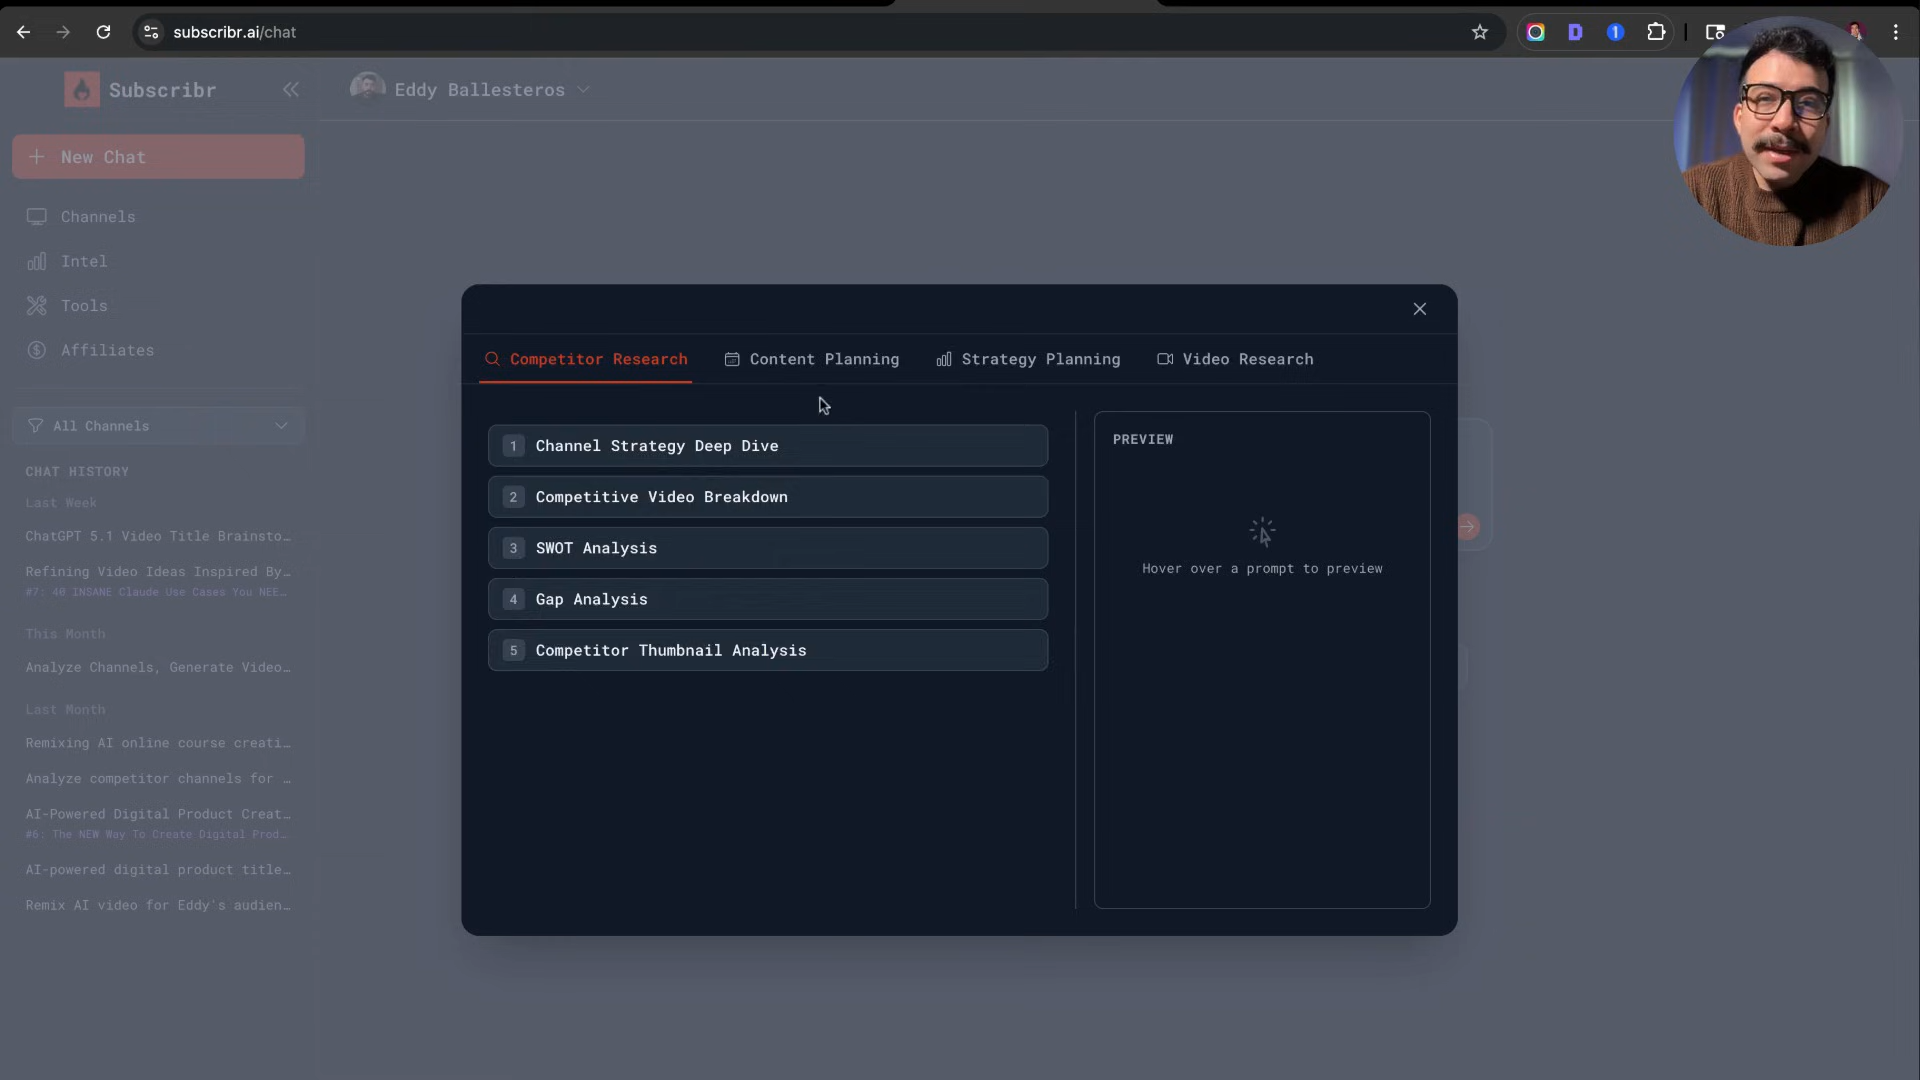 subscribr.ai/chat
Subscribr
Eddy Ballesteros
New Chat
Channels
Intel
Tools
Affiliates
All Channels
CHAT HISTORY
Last Week
ChatGPT 5.1 Video Title Brainsto…
Refining Video Ideas Inspired By…
#7: 40 INSANE Claude Use Cases You NEE…
This Month
Analyze Channels, Generate Video…
Last Month
Remixing AI online course creati…
Analyze competitor channels for …
AI-Powered Digital Product Creat…
#6: The NEW Way To Create Digital Prod…
AI-powered digital product title…
Remix AI video for Eddy's audien…
Competitor Research
Content Planning
Strategy Planning
Video Research
1 Channel Strategy Deep Dive
2 Competitive Video Breakdown
3 SWOT Analysis
4 Gap Analysis
5 Competitor Thumbnail Analysis
PREVIEW
Hover over a prompt to preview